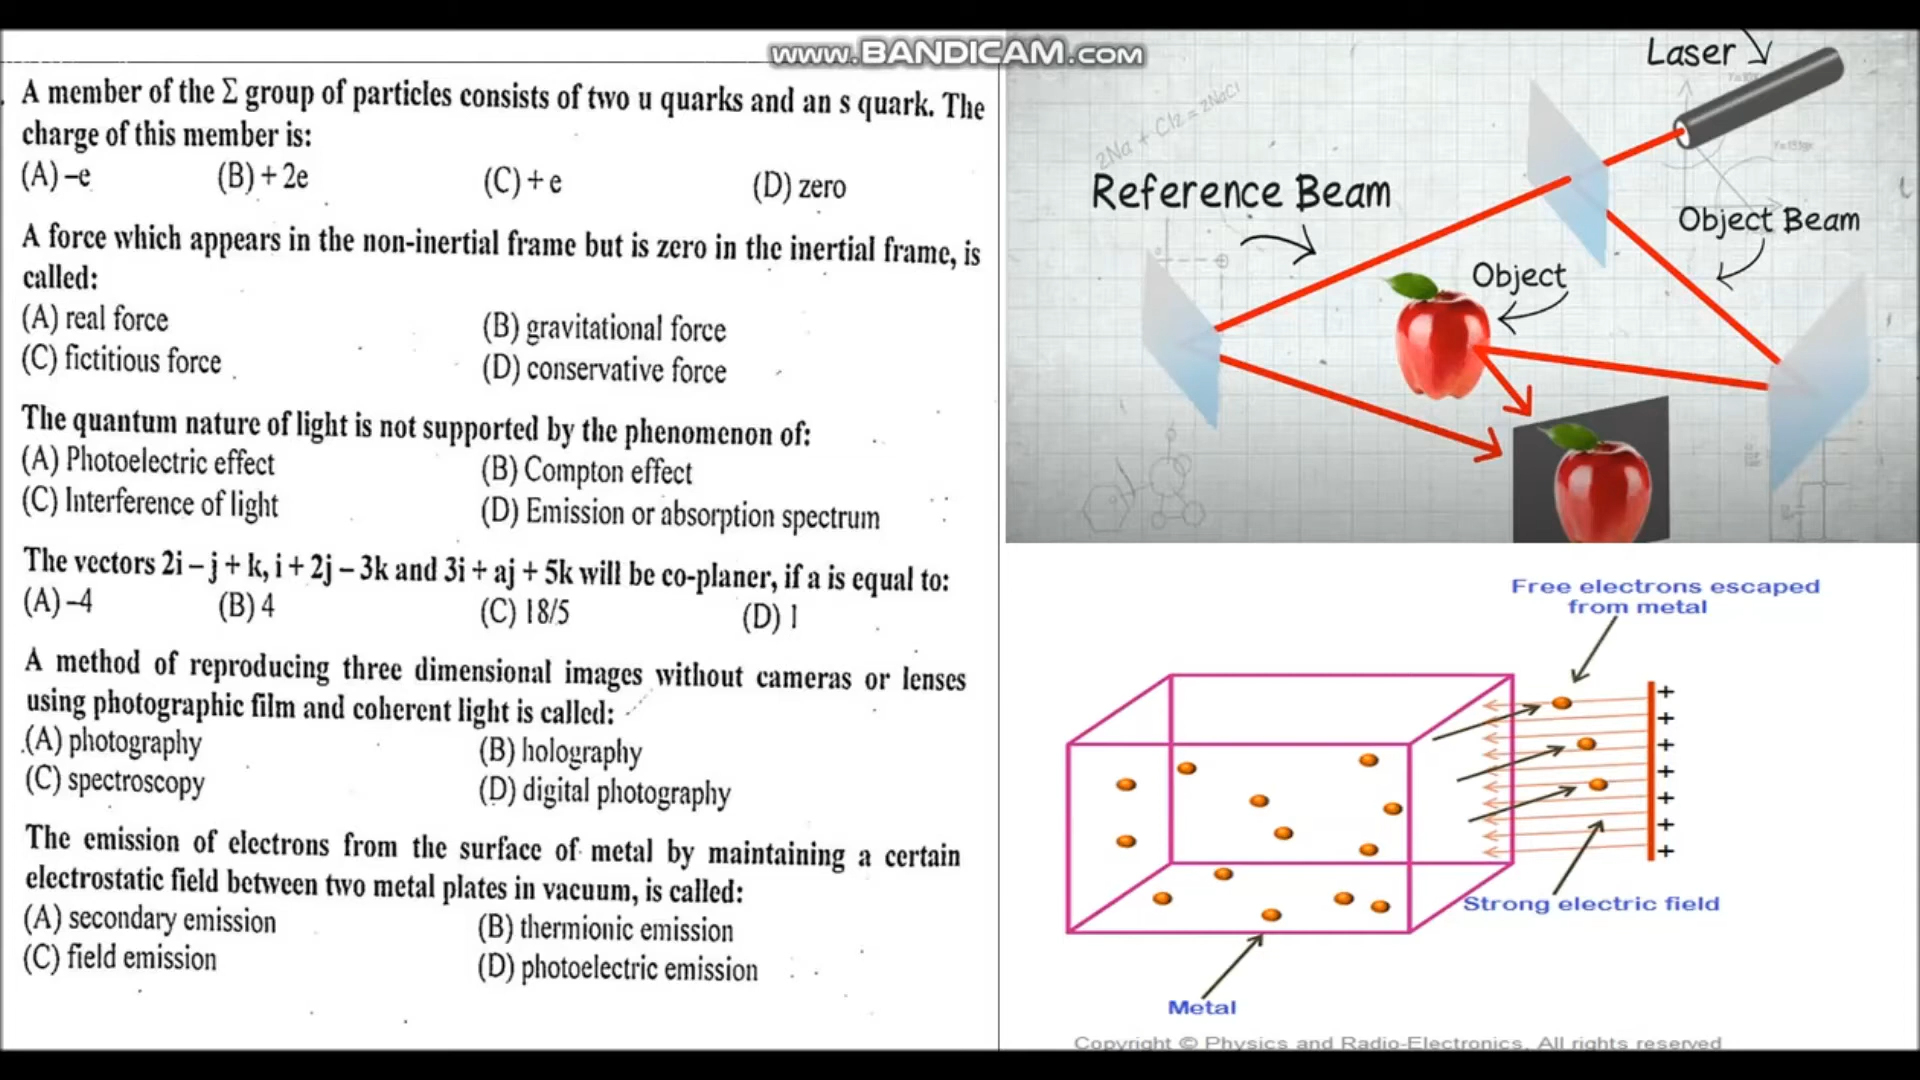 www.BANDICAM.com
A member of the Σ group of particles consists of two u quarks and an s quark. The
charge of this member is:
(A) –e (B) + 2e (C) + e (D) zero
A force which appears in the non-inertial frame but is zero in the inertial frame, is
called:
(A) real force (B) gravitational force
(C) fictitious force (D) conservative force
The quantum nature of light is not supported by the phenomenon of:
(A) Photoelectric effect (B) Compton effect
(C) Interference of light (D) Emission or absorption spectrum
The vectors 2i – j + k, i + 2j – 3k and 3i + aj + 5k will be co-planer, if a is equal to:
(A) –4 (B) 4 (C) 18/5 (D) 1
A method of reproducing three dimensional images without cameras or lenses
using photographic film and coherent light is called:
(A) photography (B) holography
(C) spectroscopy (D) digital photography
The emission of electrons from the surface of metal by maintaining a certain
electrostatic field between two metal plates in vacuum, is called:
(A) secondary emission (B) thermionic emission
(C) field emission (D) photoelectric emission
Laser
2Na + Cl2 = 2NaCl
Reference Beam
Object Beam
Object
Free electrons escaped
from metal
+
+
+
+
+
+
+
Strong electric field
Metal
Copyright © Physics and Radio-Electronics, All rights reserved